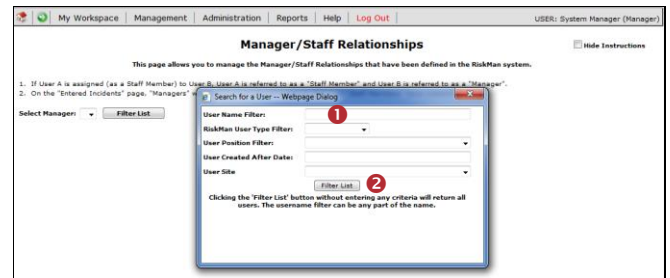 My Workspace | Management | Administration | Reports | Help | Log Out | USER: System Manager (Manager)
Manager/Staff Relationships
Hide Instructions
This page allows you to manage the Manager/Staff Relationships that have been defined in the RiskMan system.
1. If User A is assigned (as a Staff Member) to User B, User A is referred to as a "Staff Member" and User B is referred to as a "Manager".
2. On the "Entered Incidents" page, "Managers"
Select Manager: Filter List
Search for a User -- Webpage Dialog
User Name Filter: 1
RiskMan User Type Filter:
User Position Filter:
User Created After Date:
User Site
Filter List 2
Clicking the 'Filter List' button without entering any criteria will return all
users. The username filter can be any part of the name.